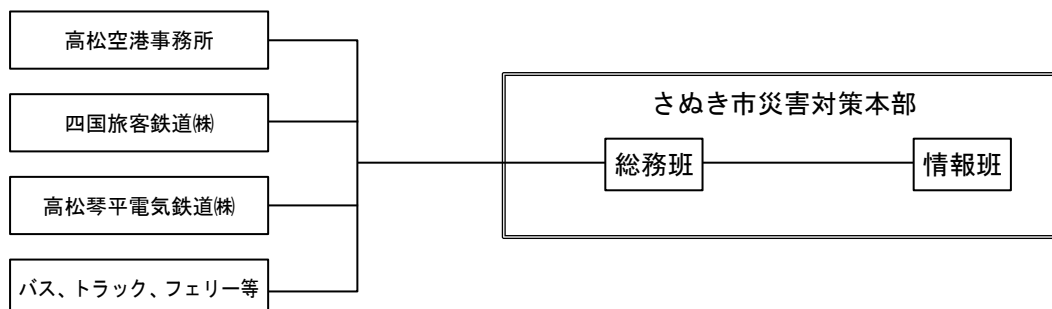 高松空港事務所
四国旅客鉄道㈱
高松琴平電気鉄道㈱
バス、トラック、フェリー等
さぬき市災害対策本部
総務班
情報班